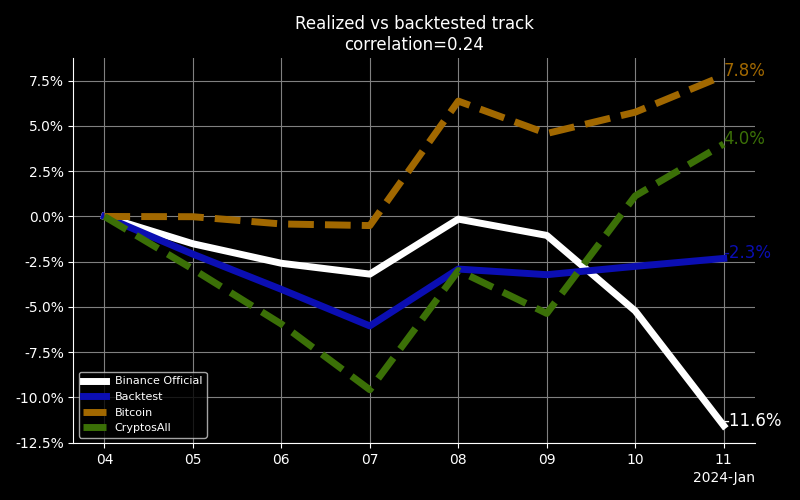 Realized vs backtested track
correlation=0.24
7.5%
5.0%
2.5%
0.0%
-2.5%
-5.0%
-7.5%
-10.0%
-12.5%
7.8%
4.0%
-2.3%
-11.6%
Binance Official
Backtest
Bitcoin
CryptosAll
04 05 06 07 08 09 10 11
2024-Jan